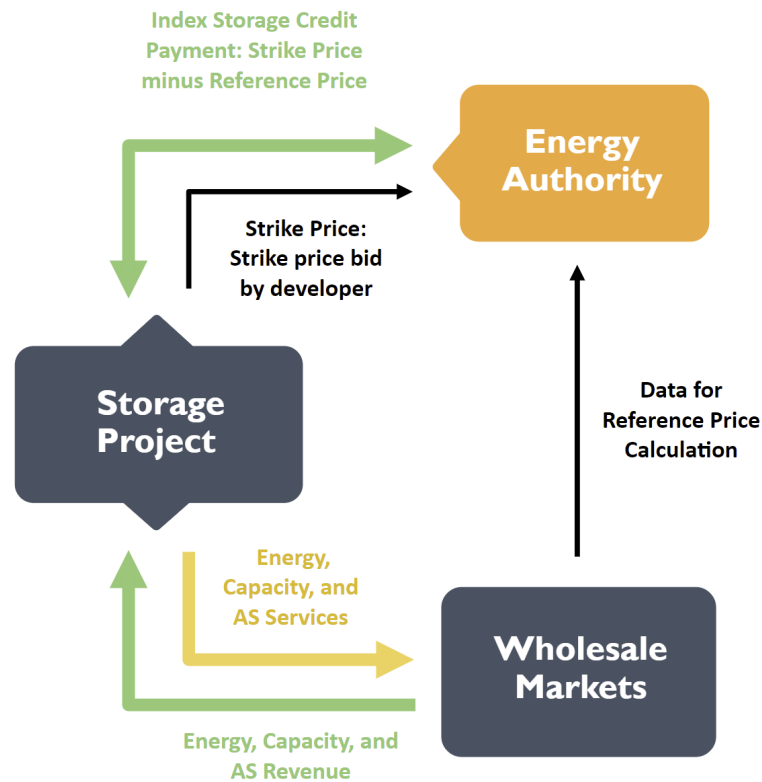 Index Storage Credit
Payment: Strike Price
minus Reference Price
Energy
Authority
Strike Price:
Strike price bid
by developer
Storage
Project
Data for
Reference Price
Calculation
Energy,
Capacity, and
AS Services
Wholesale
Markets
Energy, Capacity, and
AS Revenue